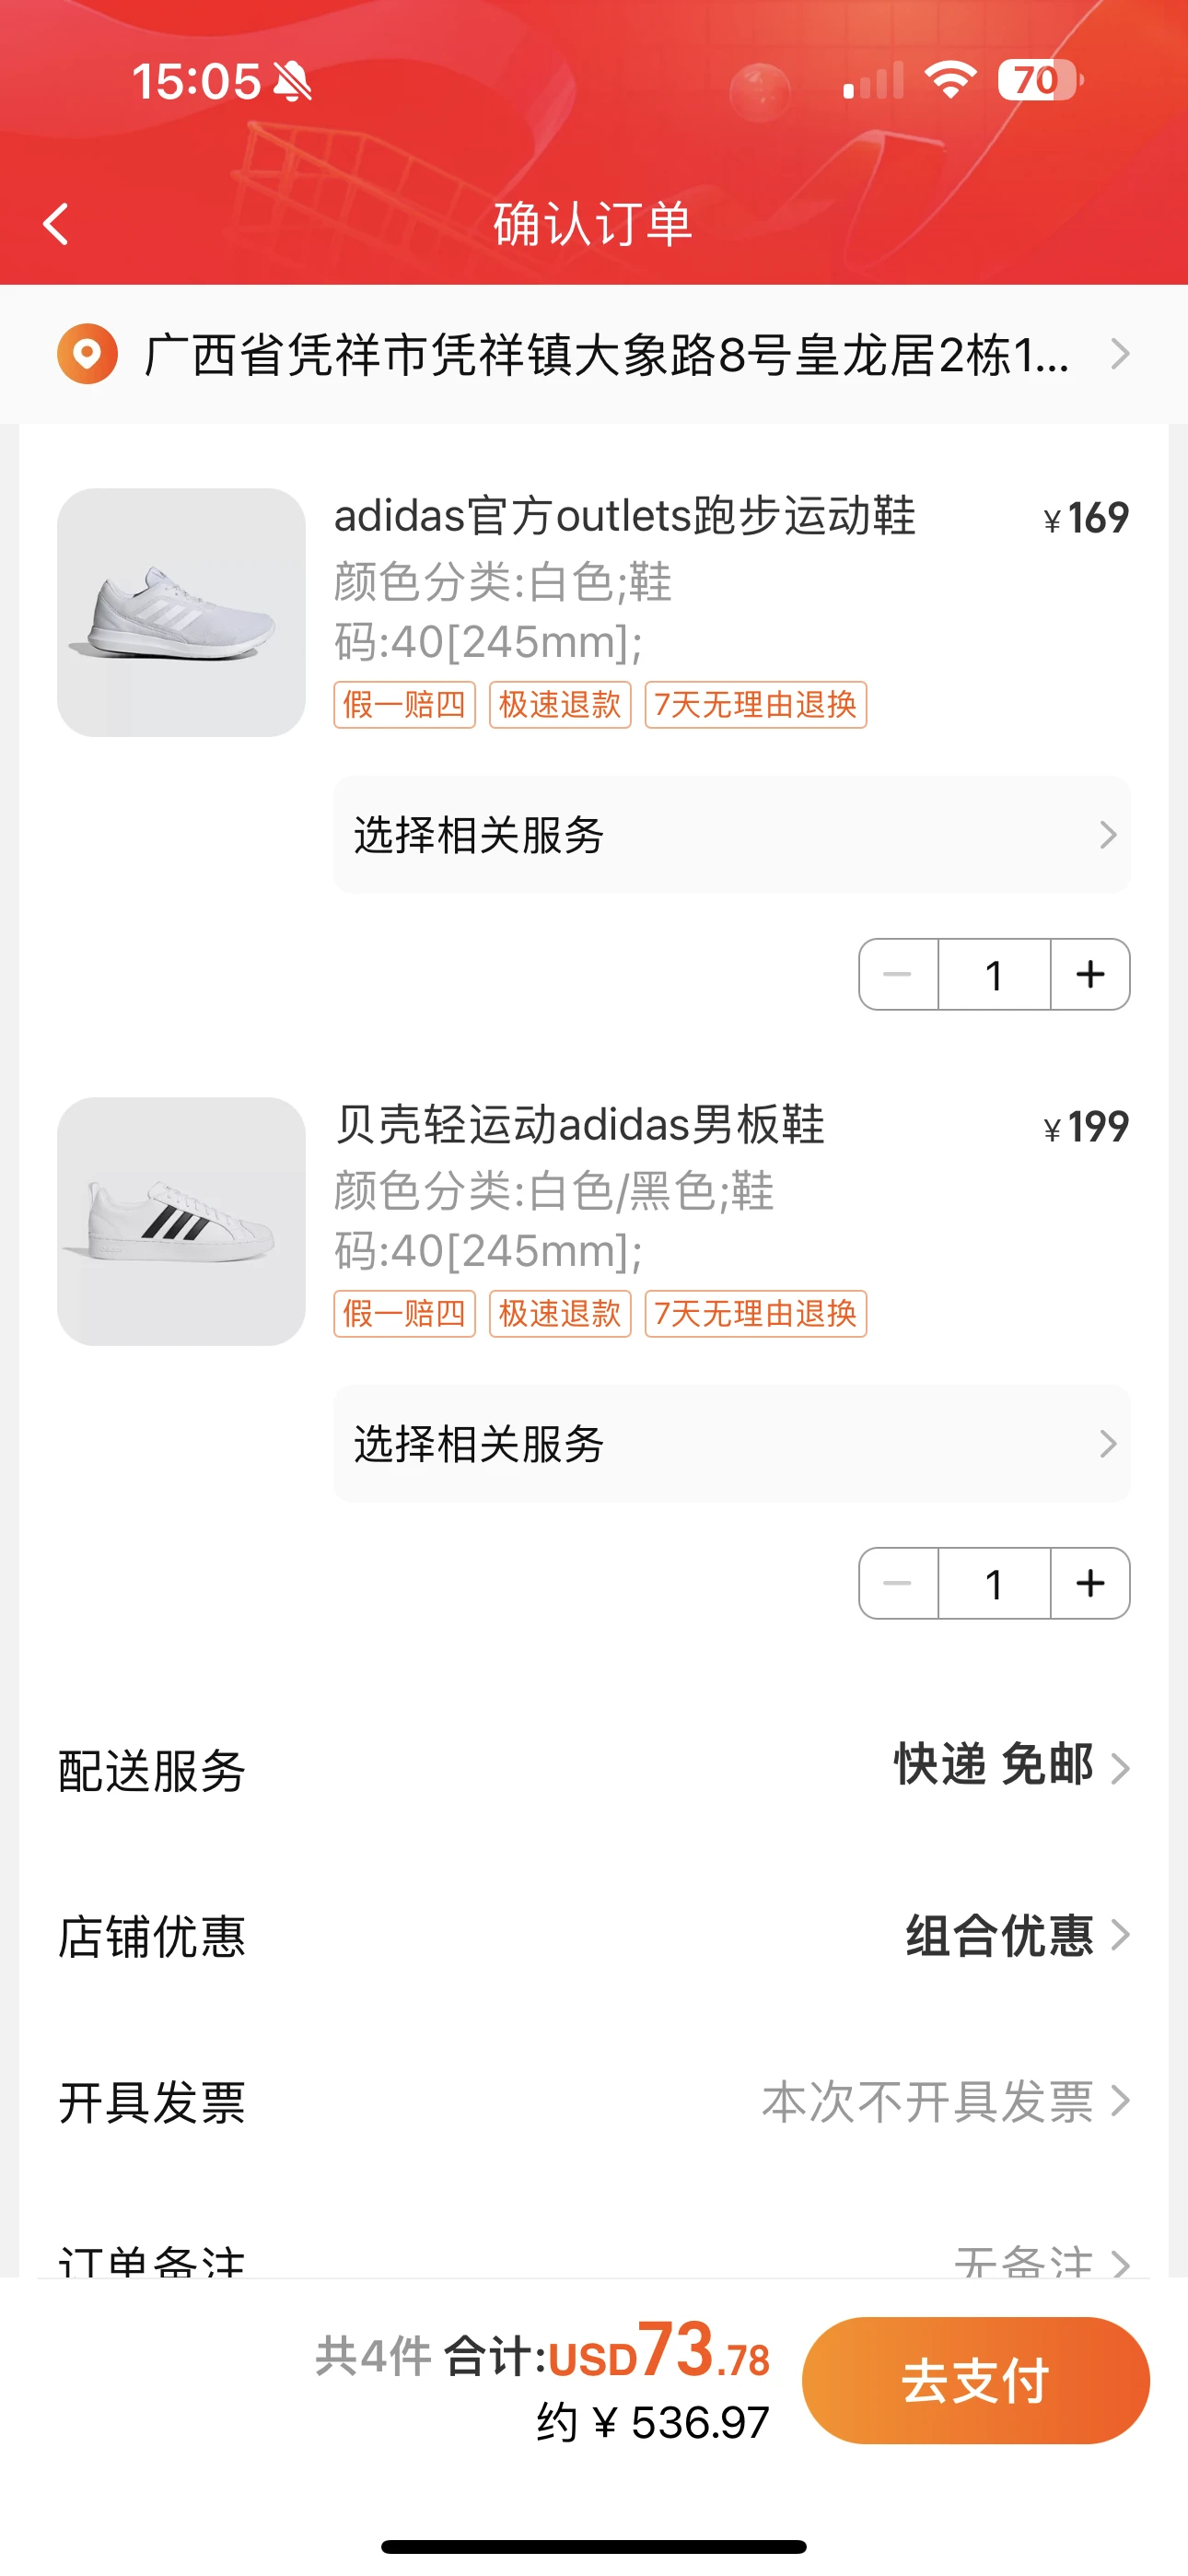 15:05
70
确认订单
广西省凭祥市凭祥镇大象路8号皇龙居2栋1...
adidas官方outlets跑步运动鞋
¥169
颜色分类:白色;鞋
码:40[245mm];
假一赔四 极速退款 7天无理由退换
选择相关服务
1
贝壳轻运动adidas男板鞋
¥199
颜色分类:白色/黑色;鞋
码:40[245mm];
假一赔四 极速退款 7天无理由退换
选择相关服务
1
配送服务 快递 免邮
店铺优惠 组合优惠
开具发票 本次不开具发票
订单备注 无备注
共4件 合计:USD73.78
约 ¥ 536.97
去支付